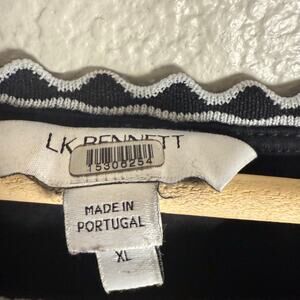 LK BENNETT
15300254
MADE IN
PORTUGAL
XL